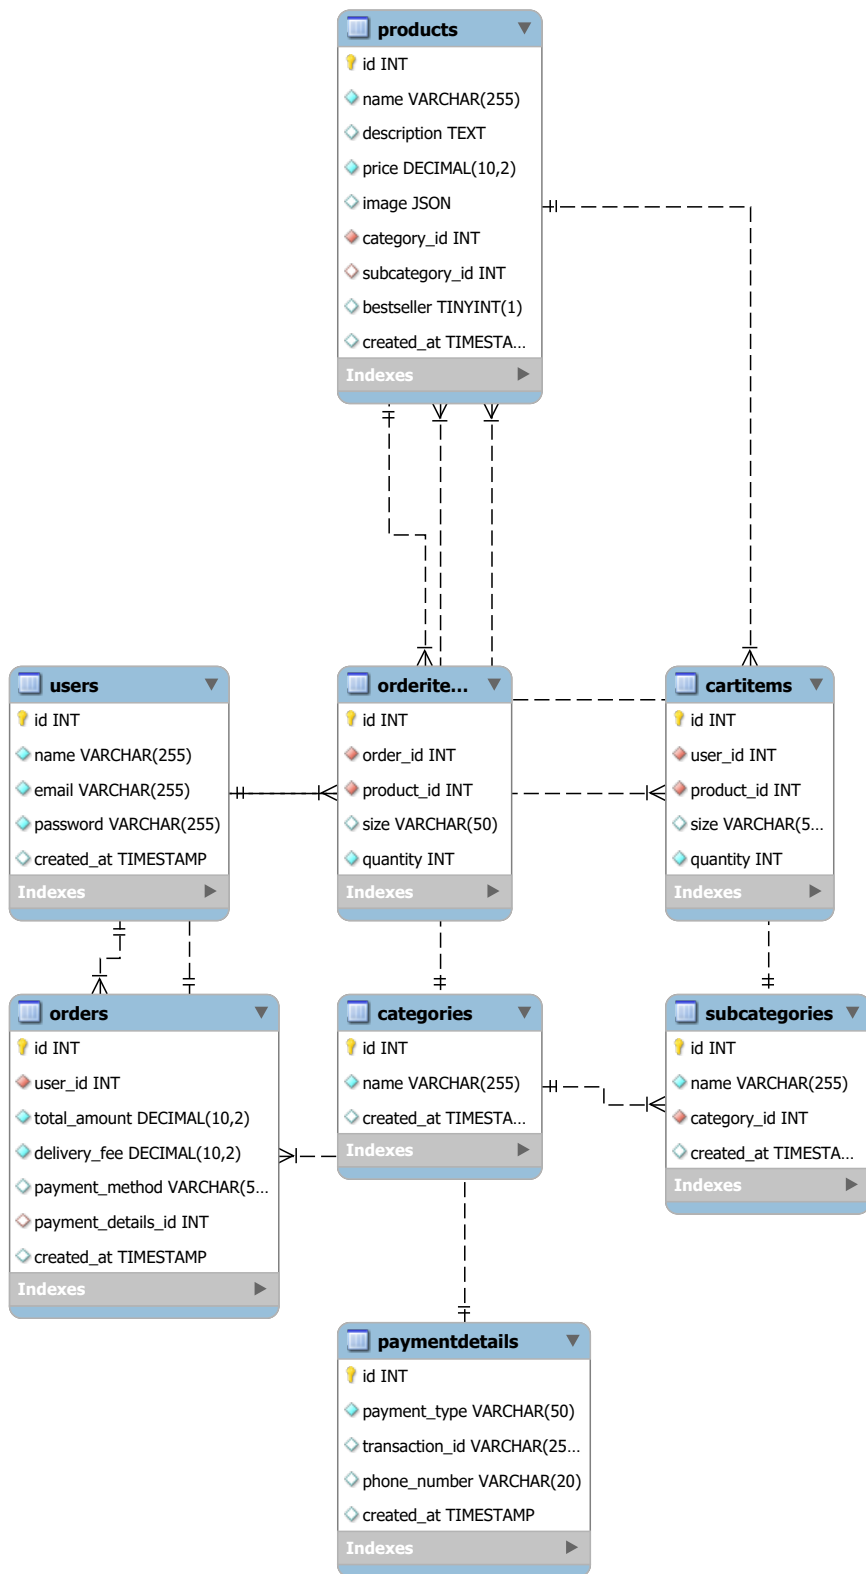 products
id INT
name VARCHAR(255)
description TEXT
price DECIMAL(10,2)
image JSON
category_id INT
subcategory_id INT
bestseller TINYINT(1)
created_at TIMESTA...
Indexes
users
id INT
name VARCHAR(255)
email VARCHAR(255)
password VARCHAR(255)
created_at TIMESTAMP
Indexes
orderite...
id INT
order_id INT
product_id INT
size VARCHAR(50)
quantity INT
Indexes
cartitems
id INT
user_id INT
product_id INT
size VARCHAR(5...
quantity INT
Indexes
orders
id INT
user_id INT
total_amount DECIMAL(10,2)
delivery_fee DECIMAL(10,2)
payment_method VARCHAR(5...
payment_details_id INT
created_at TIMESTAMP
Indexes
categories
id INT
name VARCHAR(255)
created_at TIMESTA...
Indexes
subcategories
id INT
name VARCHAR(255)
category_id INT
created_at TIMESTA...
Indexes
paymentdetails
id INT
payment_type VARCHAR(50)
transaction_id VARCHAR(25...
phone_number VARCHAR(20)
created_at TIMESTAMP
Indexes